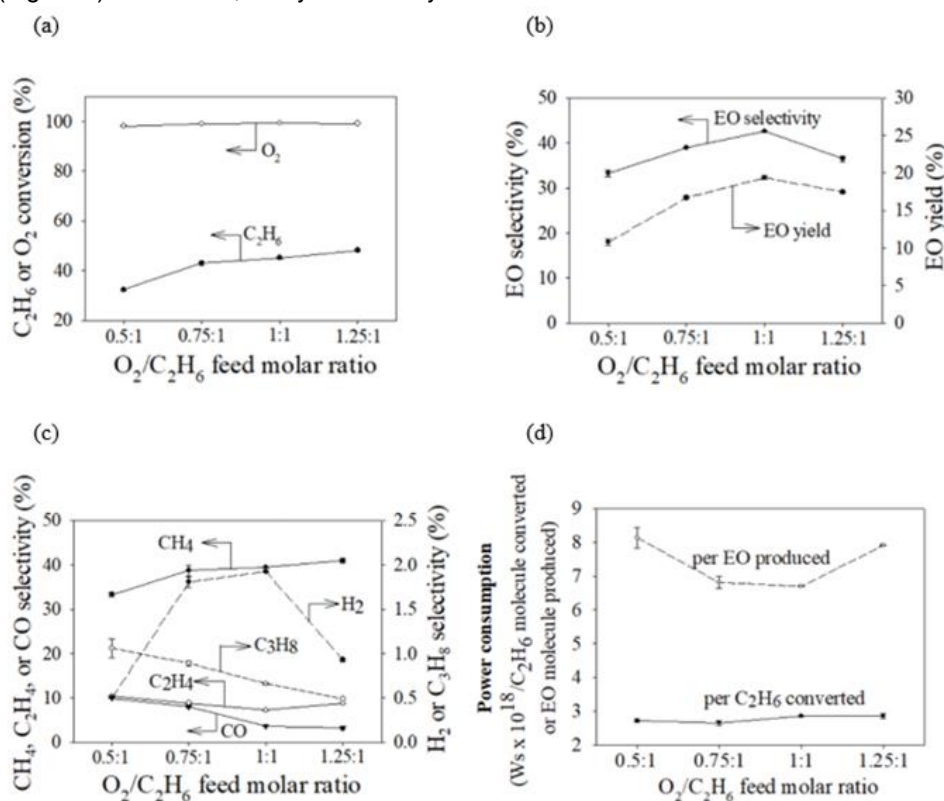 (a)
C₂H₆ or O₂ conversion (%)
100
80
60
40
20
O₂
C₂H₆
0.5:1 0.75:1 1:1 1.25:1
O₂/C₂H₆ feed molar ratio
(b)
EO selectivity (%)
50
40
30
20
10
0
EO selectivity
EO yield
30
25
20
15
10
5
0
EO yield (%)
0.5:1 0.75:1 1:1 1.25:1
O₂/C₂H₆ feed molar ratio
(c)
CH₄, C₂H₄, or CO selectivity (%)
50
40
30
20
10
0
CH₄
H₂
C₃H₈
C₂H₄
CO
2.5
2.0
1.5
1.0
0.5
0.0
H₂ or C₃H₈ selectivity (%)
0.5:1 0.75:1 1:1 1.25:1
O₂/C₂H₆ feed molar ratio
(d)
Power consumption
(Ws x 10¹⁸/C₂H₆ molecule converted
or EO molecule produced)
9
8
7
6
5
4
3
2
per EO produced
per C₂H₆ converted
0.5:1 0.75:1 1:1 1.25:1
O₂/C₂H₆ feed molar ratio